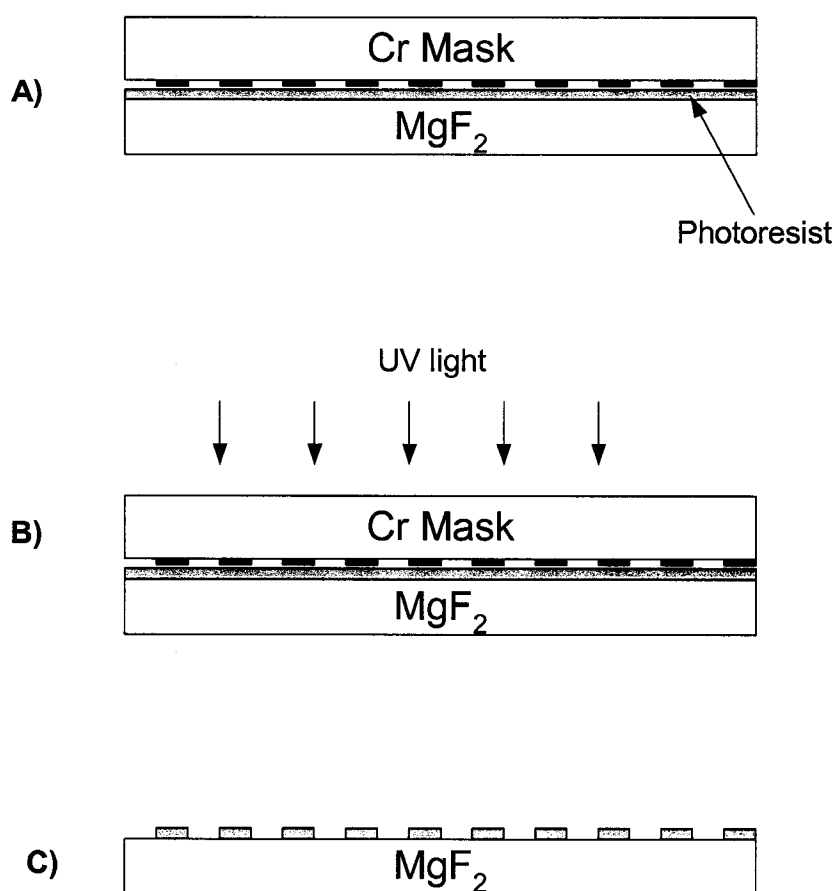 Cr Mask
A)
MgF₂
Photoresist
UV light
Cr Mask
B)
MgF₂
C)
MgF₂